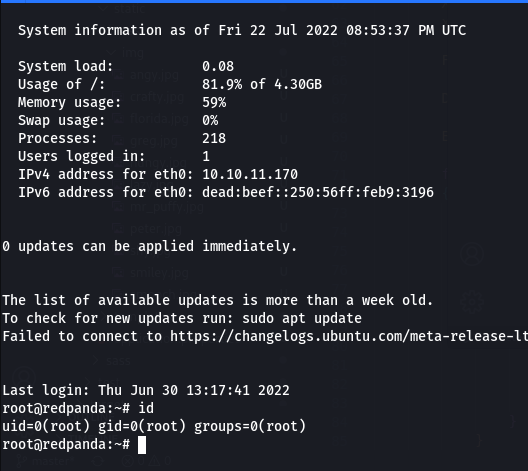 System information as of Fri 22 Jul 2022 08:53:37 PM UTC
System load: 0.08
Usage of /: 81.9% of 4.30GB
Memory usage: 59%
Swap usage: 0%
Processes: 218
Users logged in: 1
IPv4 address for eth0: 10.10.11.170
IPv6 address for eth0: dead:beef::250:56ff:feb9:3196
0 updates can be applied immediately.
The list of available updates is more than a week old.
To check for new updates run: sudo apt update
Failed to connect to https://changelogs.ubuntu.com/meta-release-lt
Last login: Thu Jun 30 13:17:41 2022
root@redpanda:~# id
uid=0(root) gid=0(root) groups=0(root)
root@redpanda:~#